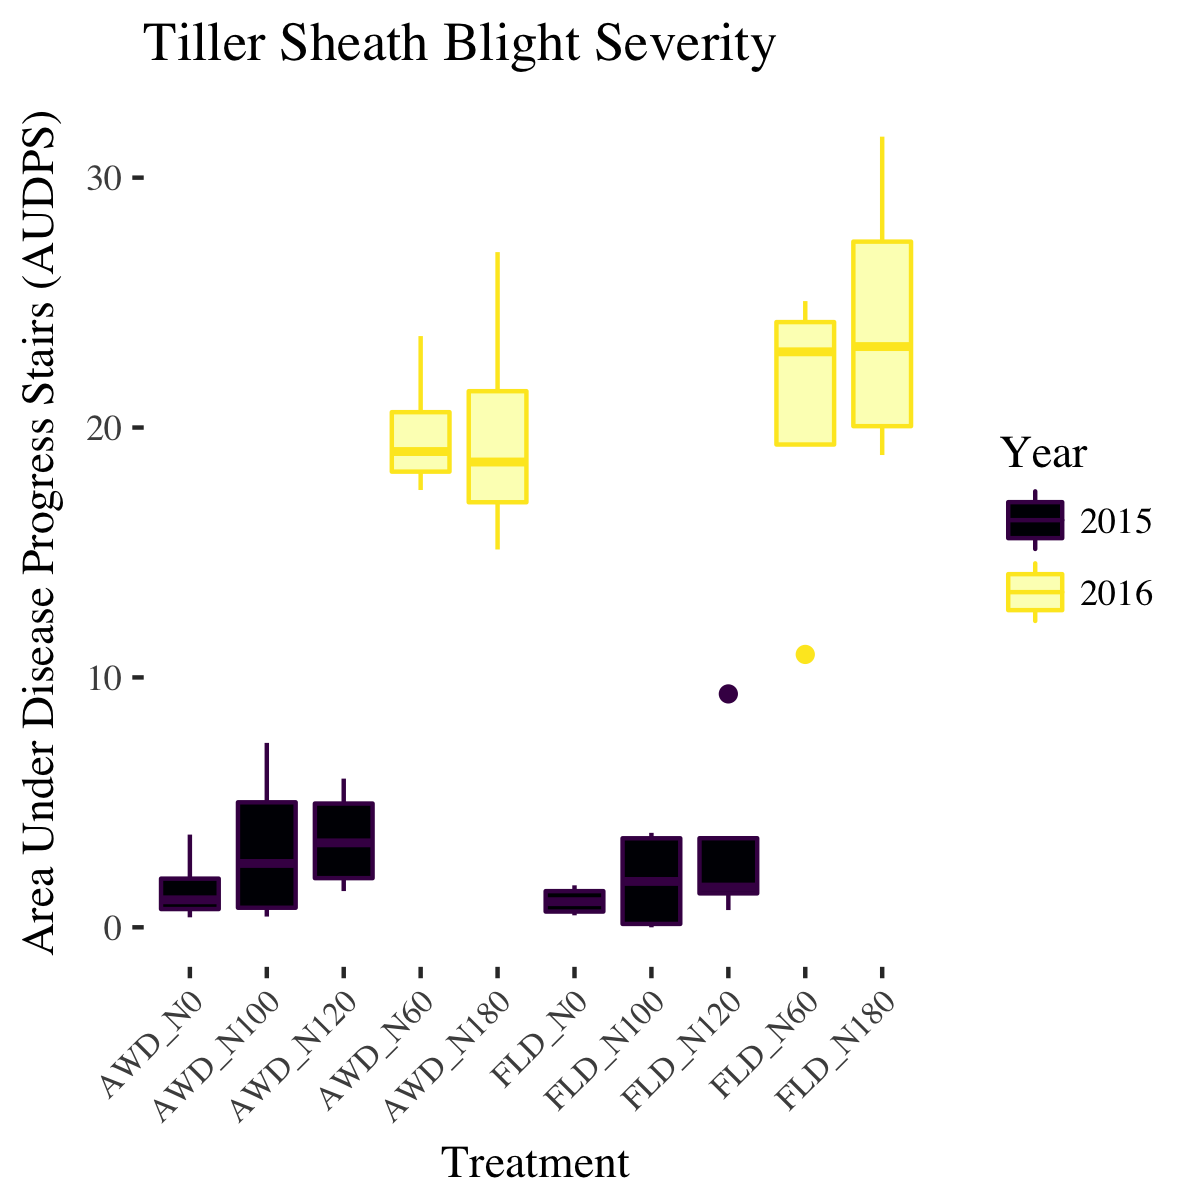 Tiller Sheath Blight Severity
Area Under Disease Progress Stairs (AUDPS)
30
20
10
0
AWD_N0
AWD_N100
AWD_N120
AWD_N60
AWD_N180
FLD_N0
FLD_N100
FLD_N120
FLD_N60
FLD_N180
Treatment
Year
2015
2016